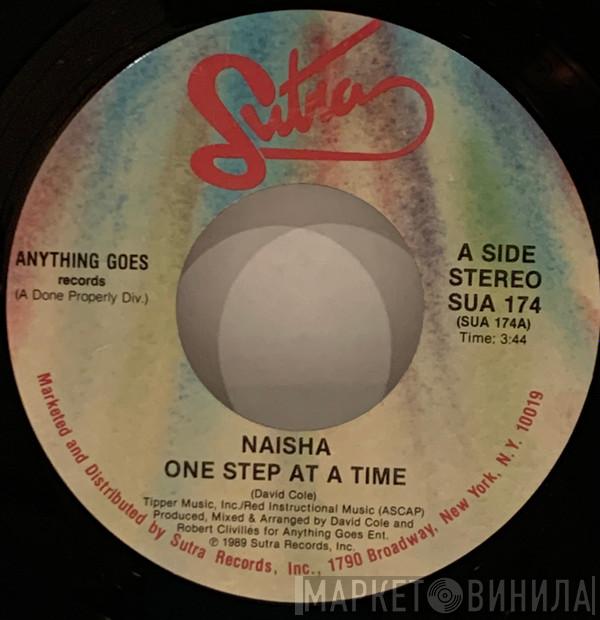 Sutra
ANYTHING GOES
records
(A Done Properly Div.)
A SIDE
STEREO
SUA 174
(SUA 174A)
Time: 3:44
NAISHA
ONE STEP AT A TIME
(David Cole)
Tipper Music, Inc./Red Instructional Music (ASCAP)
Produced, Mixed & Arranged by David Cole and
Robert Clivilles for Anything Goes Ent.
℗ 1989 Sutra Records, Inc.
Marketed and Distributed by Sutra Records, Inc., 1790 Broadway, New York, N. Y. 10019
МАРКЕТ ВИНИЛА